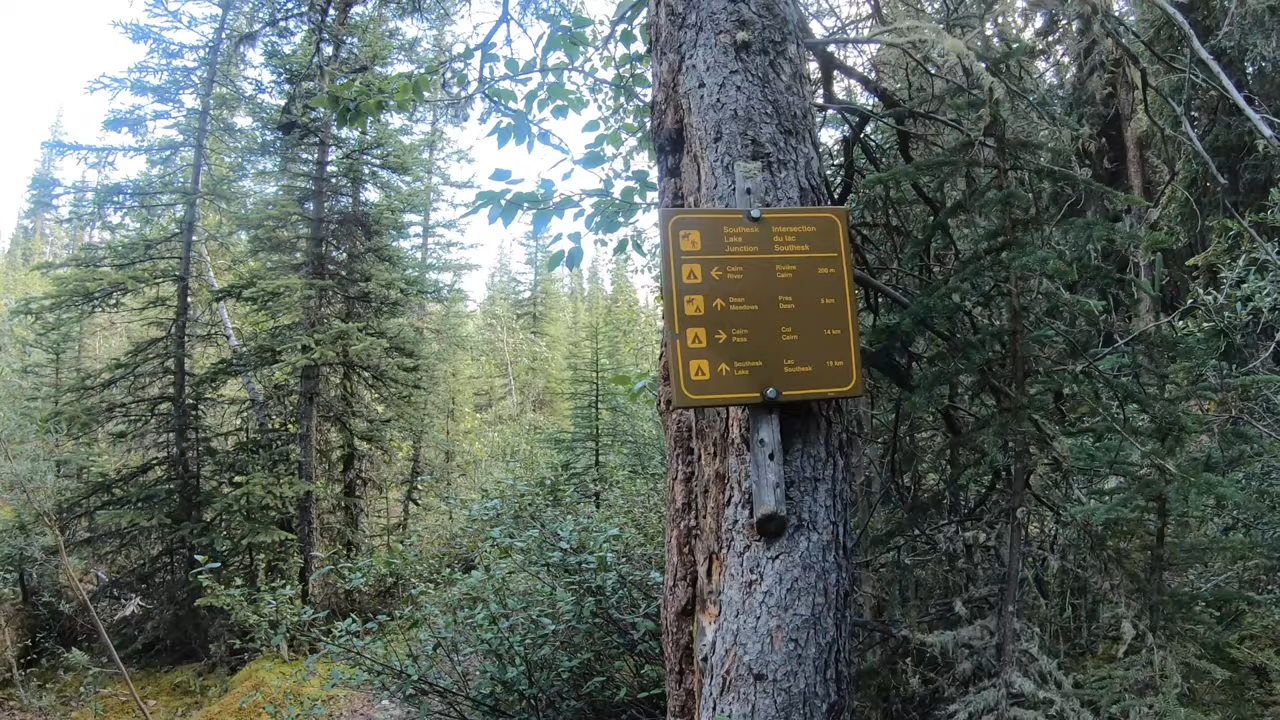 Southesk Intersection
Lake du lac
Junction Southesk
Cairn Rivière 200 m
River Cairn
Dean Pres 5 km
Meadows Dean
Cairn Col 14 km
Pass Cairn
Southesk Lac 19 km
Lake Southesk